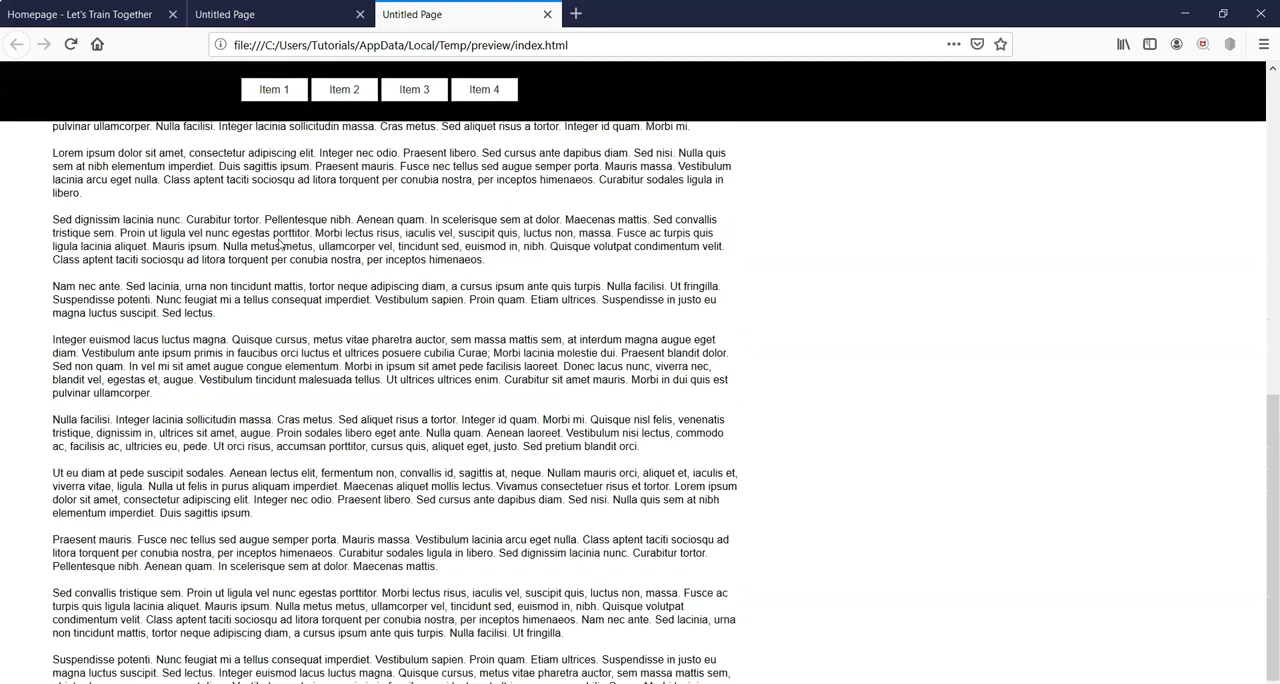 Homepage - Let's Train Together
Untitled Page
Untitled Page
file:///C:/Users/Tutorials/AppData/Local/Temp/preview/index.html
Item 1
Item 2
Item 3
Item 4
pulvinar ullamcorper. Nulla facilisi. Integer lacinia sollicitudin massa. Cras metus. Sed aliquet risus a tortor. Integer id quam. Morbi mi.
Lorem ipsum dolor sit amet, consectetur adipiscing elit. Integer nec odio. Praesent libero. Sed cursus ante dapibus diam. Sed nisi. Nulla quis
sem at nibh elementum imperdiet. Duis sagittis ipsum. Praesent mauris. Fusce nec tellus sed augue semper porta. Mauris massa. Vestibulum
lacinia arcu eget nulla. Class aptent taciti sociosqu ad litora torquent per conubia nostra, per inceptos himenaeos. Curabitur sodales ligula in
libero.
Sed dignissim lacinia nunc. Curabitur tortor. Pellentesque nibh. Aenean quam. In scelerisque sem at dolor. Maecenas mattis. Sed convallis
tristique sem. Proin ut ligula vel nunc egestas porttitor. Morbi lectus risus, iaculis vel, suscipit quis, luctus non, massa. Fusce ac turpis quis
ligula lacinia aliquet. Mauris ipsum. Nulla metus metus, ullamcorper vel, tincidunt sed, euismod in, nibh. Quisque volutpat condimentum velit.
Class aptent taciti sociosqu ad litora torquent per conubia nostra, per inceptos himenaeos.
Nam nec ante. Sed lacinia, urna non tincidunt mattis, tortor neque adipiscing diam, a cursus ipsum ante quis turpis. Nulla facilisi. Ut fringilla.
Suspendisse potenti. Nunc feugiat mi a tellus consequat imperdiet. Vestibulum sapien. Proin quam. Etiam ultrices. Suspendisse in justo eu
magna luctus suscipit. Sed lectus.
Integer euismod lacus luctus magna. Quisque cursus, metus vitae pharetra auctor, sem massa mattis sem, at interdum magna augue eget
diam. Vestibulum ante ipsum primis in faucibus orci luctus et ultrices posuere cubilia Curae; Morbi lacinia molestie dui. Praesent blandit dolor.
Sed non quam. In vel mi sit amet augue congue elementum. Morbi in ipsum sit amet pede facilisis laoreet. Donec lacus nunc, viverra nec,
blandit vel, egestas et, augue. Vestibulum tincidunt malesuada tellus. Ut ultrices ultrices enim. Curabitur sit amet mauris. Morbi in dui quis est
pulvinar ullamcorper.
Nulla facilisi. Integer lacinia sollicitudin massa. Cras metus. Sed aliquet risus a tortor. Integer id quam. Morbi mi. Quisque nisl felis, venenatis
tristique, dignissim in, ultrices sit amet, augue. Proin sodales libero eget ante. Nulla quam. Aenean laoreet. Vestibulum nisi lectus, commodo
ac, facilisis ac, ultricies eu, pede. Ut orci risus, accumsan porttitor, cursus quis, aliquet eget, justo. Sed pretium blandit orci.
Ut eu diam at pede suscipit sodales. Aenean lectus elit, fermentum non, convallis id, sagittis at, neque. Nullam mauris orci, aliquet et, iaculis et,
viverra vitae, ligula. Nulla ut felis in purus aliquam imperdiet. Maecenas aliquet mollis lectus. Vivamus consectetuer risus et tortor. Lorem ipsum
dolor sit amet, consectetur adipiscing elit. Integer nec odio. Praesent libero. Sed cursus ante dapibus diam. Sed nisi. Nulla quis sem at nibh
elementum imperdiet. Duis sagittis ipsum.
Praesent mauris. Fusce nec tellus sed augue semper porta. Mauris massa. Vestibulum lacinia arcu eget nulla. Class aptent taciti sociosqu ad
litora torquent per conubia nostra, per inceptos himenaeos. Curabitur sodales ligula in libero. Sed dignissim lacinia nunc. Curabitur tortor.
Pellentesque nibh. Aenean quam. In scelerisque sem at dolor. Maecenas mattis.
Sed convallis tristique sem. Proin ut ligula vel nunc egestas porttitor. Morbi lectus risus, iaculis vel, suscipit quis, luctus non, massa. Fusce ac
turpis quis ligula lacinia aliquet. Mauris ipsum. Nulla metus metus, ullamcorper vel, tincidunt sed, euismod in, nibh. Quisque volutpat
condimentum velit. Class aptent taciti sociosqu ad litora torquent per conubia nostra, per inceptos himenaeos. Nam nec ante. Sed lacinia, urna
non tincidunt mattis, tortor neque adipiscing diam, a cursus ipsum ante quis turpis. Nulla facilisi. Ut fringilla.
Suspendisse potenti. Nunc feugiat mi a tellus consequat imperdiet. Vestibulum sapien. Proin quam. Etiam ultrices. Suspendisse in justo eu
magna luctus suscipit. Sed lectus. Integer euismod lacus luctus magna. Quisque cursus, metus vitae pharetra auctor, sem massa mattis sem,